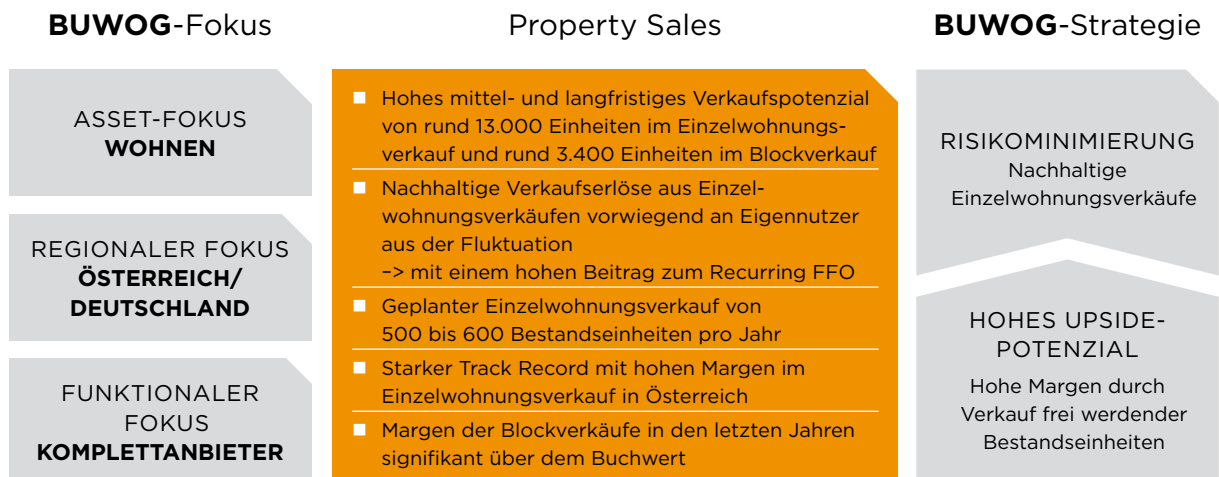 BUWOG-Fokus
ASSET-FOKUS
WOHNEN
REGIONALER FOKUS
ÖSTERREICH/
DEUTSCHLAND
FUNKTIONALER
FOKUS
KOMPLETTANBIETER
Property Sales
Hohes mittel- und langfristiges Verkaufspotenzial
von rund 13.000 Einheiten im Einzelwohnungs-
verkauf und rund 3.400 Einheiten im Blockverkauf
Nachhaltige Verkaufserlöse aus Einzel-
wohnungsverkäufen vorwiegend an Eigennutzer
aus der Fluktuation
–> mit einem hohen Beitrag zum Recurring FFO
Geplanter Einzelwohnungsverkauf von
500 bis 600 Bestandseinheiten pro Jahr
Starker Track Record mit hohen Margen im
Einzelwohnungsverkauf in Österreich
Margen der Blockverkäufe in den letzten Jahren
signifikant über dem Buchwert
BUWOG-Strategie
RISIKOMINIMIERUNG
Nachhaltige
Einzelwohnungsverkäufe
HOHES UPSIDE-
POTENZIAL
Hohe Margen durch
Verkauf frei werdender
Bestandseinheiten